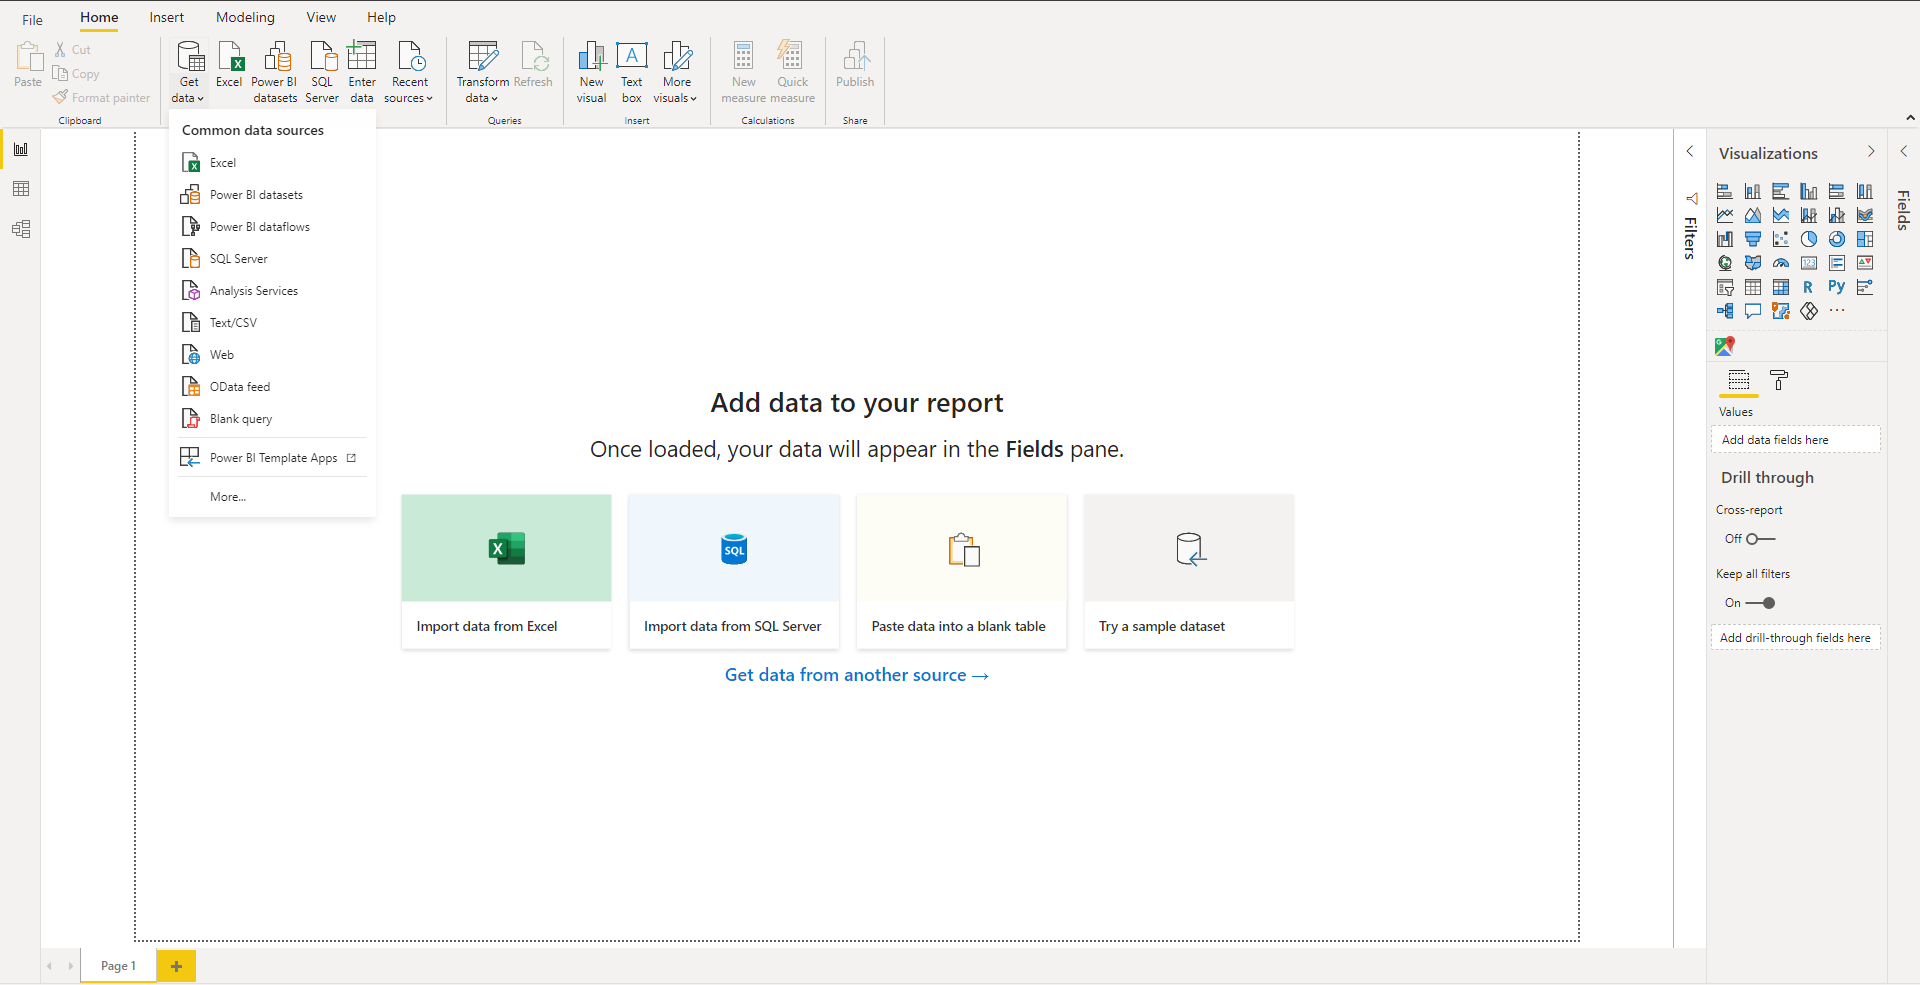 File
Home
Insert
Modeling
View
Help
Paste
Cut
Copy
Format painter
Clipboard
Get data
Excel
Power BI datasets
SQL Server
Enter data
Recent sources
Transform data
Refresh
Queries
New visual
Text box
More visuals
Insert
New measure
Quick measure
Calculations
Publish
Share
Common data sources
Excel
Power BI datasets
Power BI dataflows
SQL Server
Analysis Services
Text/CSV
Web
OData feed
Blank query
Power BI Template Apps
More...
Add data to your report
Once loaded, your data will appear in the Fields pane.
SQL
Import data from Excel
Import data from SQL Server
Paste data into a blank table
Try a sample dataset
Get data from another source →
Filters
Visualizations
123
R
Py
Values
Add data fields here
Drill through
Cross-report
Off
Keep all filters
On
Add drill-through fields here
Fields
Page 1